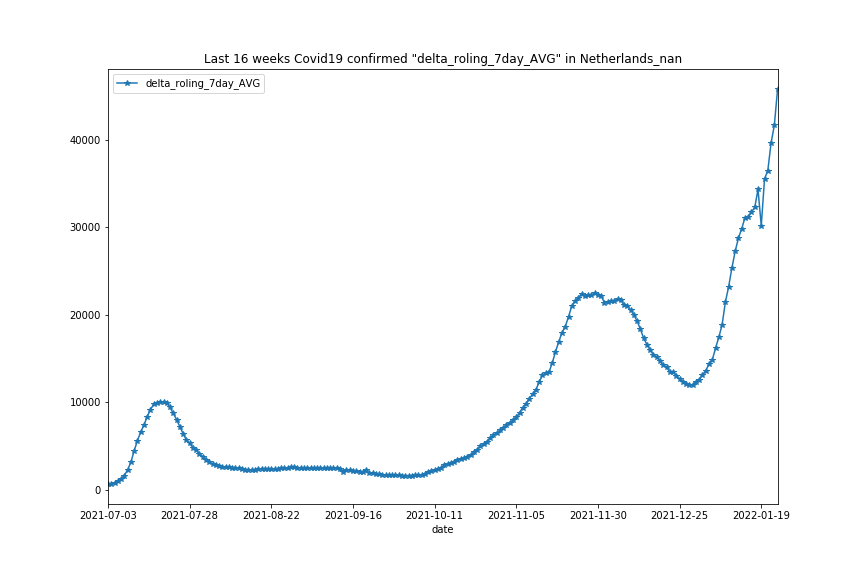 Last 16 weeks Covid19 confirmed "delta_roling_7day_AVG" in Netherlands_nan
delta_roling_7day_AVG
40000
30000
20000
10000
0
2021-07-03 2021-07-28 2021-08-22 2021-09-16 2021-10-11 2021-11-05 2021-11-30 2021-12-25 2022-01-19
date